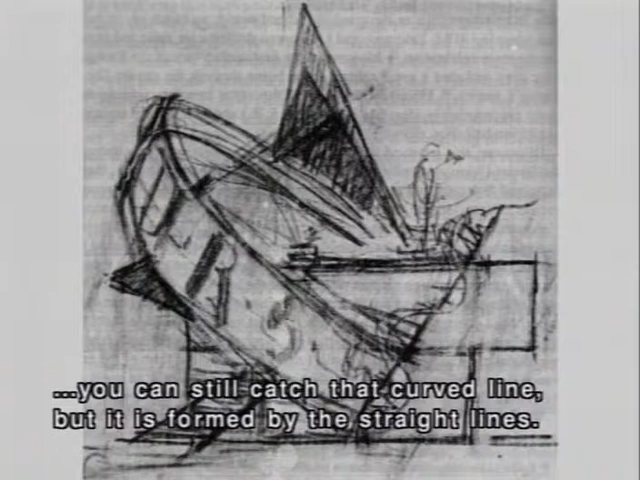 ...you can still catch that curved line,
but it is formed by the straight lines.